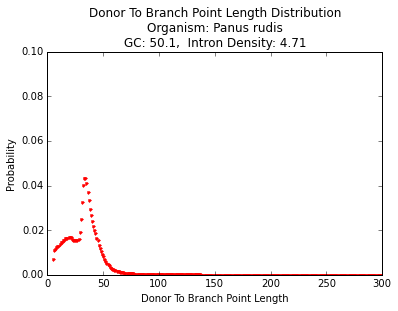 Donor To Branch Point Length Distribution
Organism: Panus rudis
GC: 50.1,  Intron Density: 4.71
Probability
0.10
0.08
0.06
0.04
0.02
0.00
0 50 100 150 200 250 300
Donor To Branch Point Length